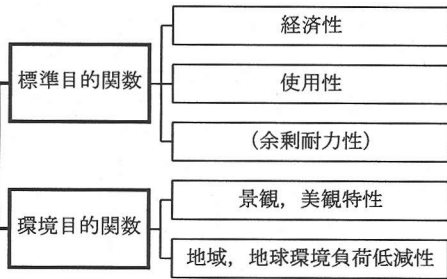 標準目的関数
経済性
使用性
(余剰耐力性)
環境目的関数
景観,美観特性
地域,地球環境負荷低減性